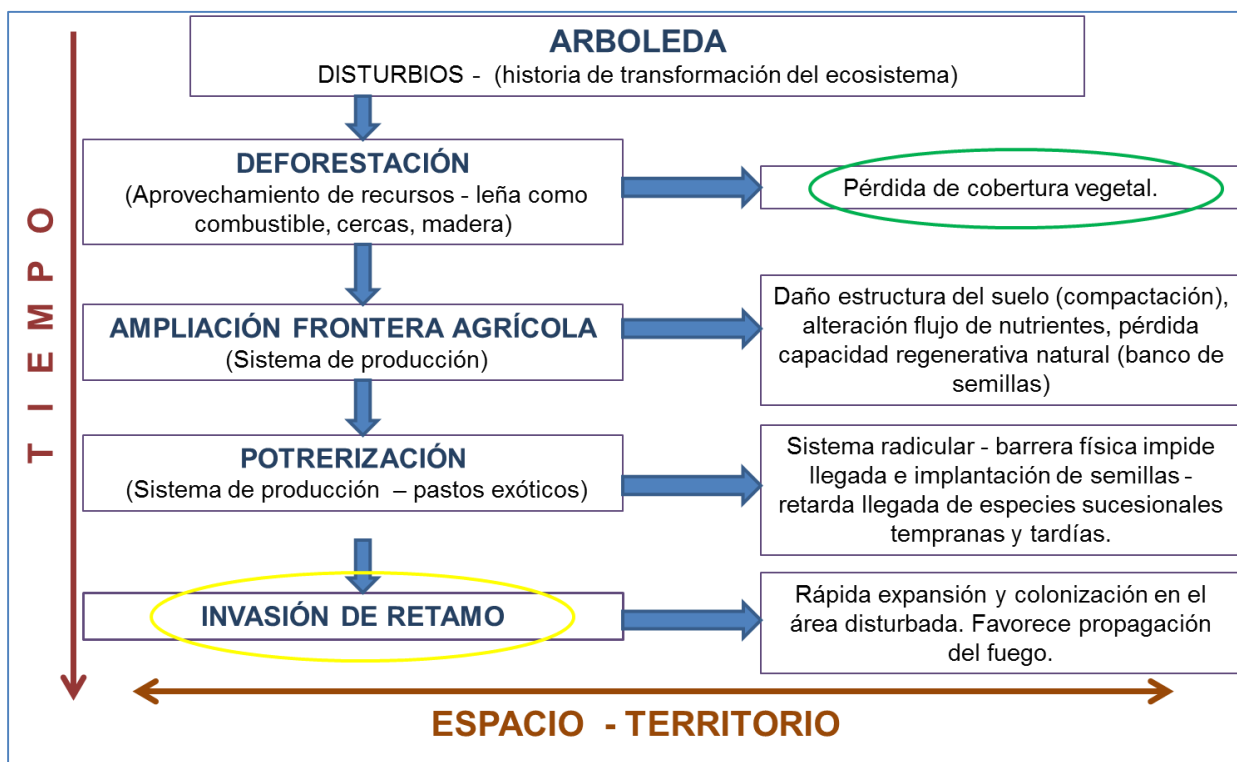 ARBOLEDA
DISTURBIOS - (historia de transformación del ecosistema)
DEFORESTACIÓN
(Aprovechamiento de recursos - leña como
combustible, cercas, madera)
Pérdida de cobertura vegetal.
AMPLIACIÓN FRONTERA AGRÍCOLA
(Sistema de producción)
Daño estructura del suelo (compactación),
alteración flujo de nutrientes, pérdida
capacidad regenerativa natural (banco de
semillas)
POTRERIZACIÓN
(Sistema de producción – pastos exóticos)
Sistema radicular - barrera física impide
llegada e implantación de semillas -
retarda llegada de especies sucesionales
tempranas y tardías.
INVASIÓN DE RETAMO
Rápida expansión y colonización en el
área disturbada. Favorece propagación
del fuego.
TIEMPO
ESPACIO - TERRITORIO